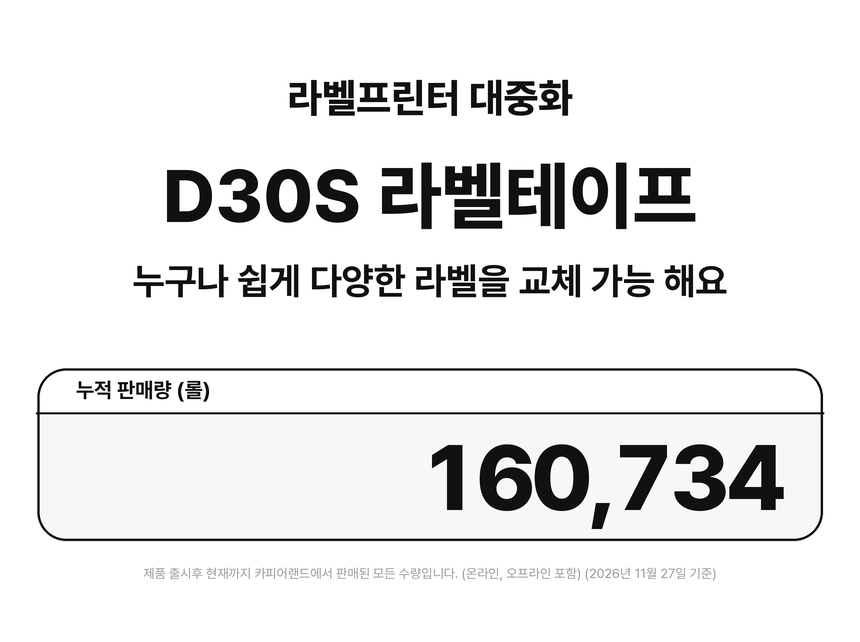 라벨프린터 대중화
D30S 라벨테이프
누구나 쉽게 다양한 라벨을 교체 가능 해요
누적 판매량 (롤)
160,734
제품 출시후 현재까지 카피어랜드에서 판매된 모든 수량입니다. (온라인, 오프라인 포함) (2026년 11월 27일 기준)